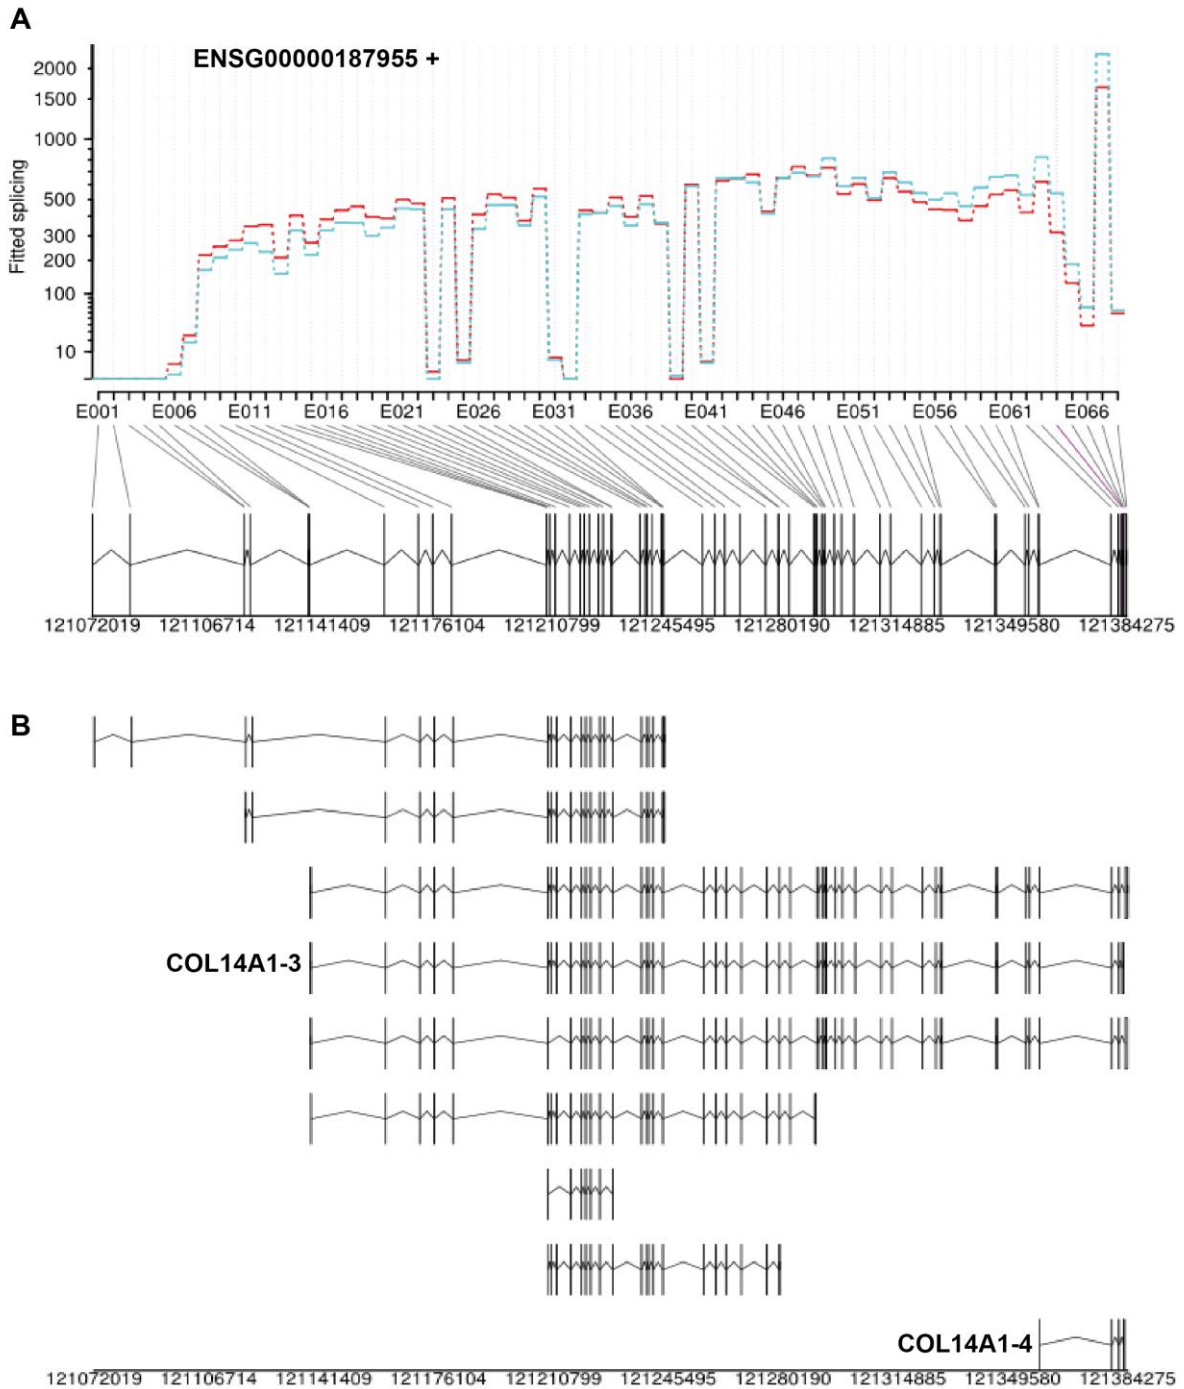 A
ENSG00000187955 +
2000
1500
1000
500
300
200
100
10
Fitted splicing
E001 E006 E011 E016 E021 E026 E031 E036 E041 E046 E051 E056 E061 E066
121072019 121106714 121141409 121176104 121210799 121245495 121280190 121314885 121349580 121384275
B
COL14A1-3
COL14A1-4
121072019 121106714 121141409 121176104 121210799 121245495 121280190 121314885 121349580 121384275